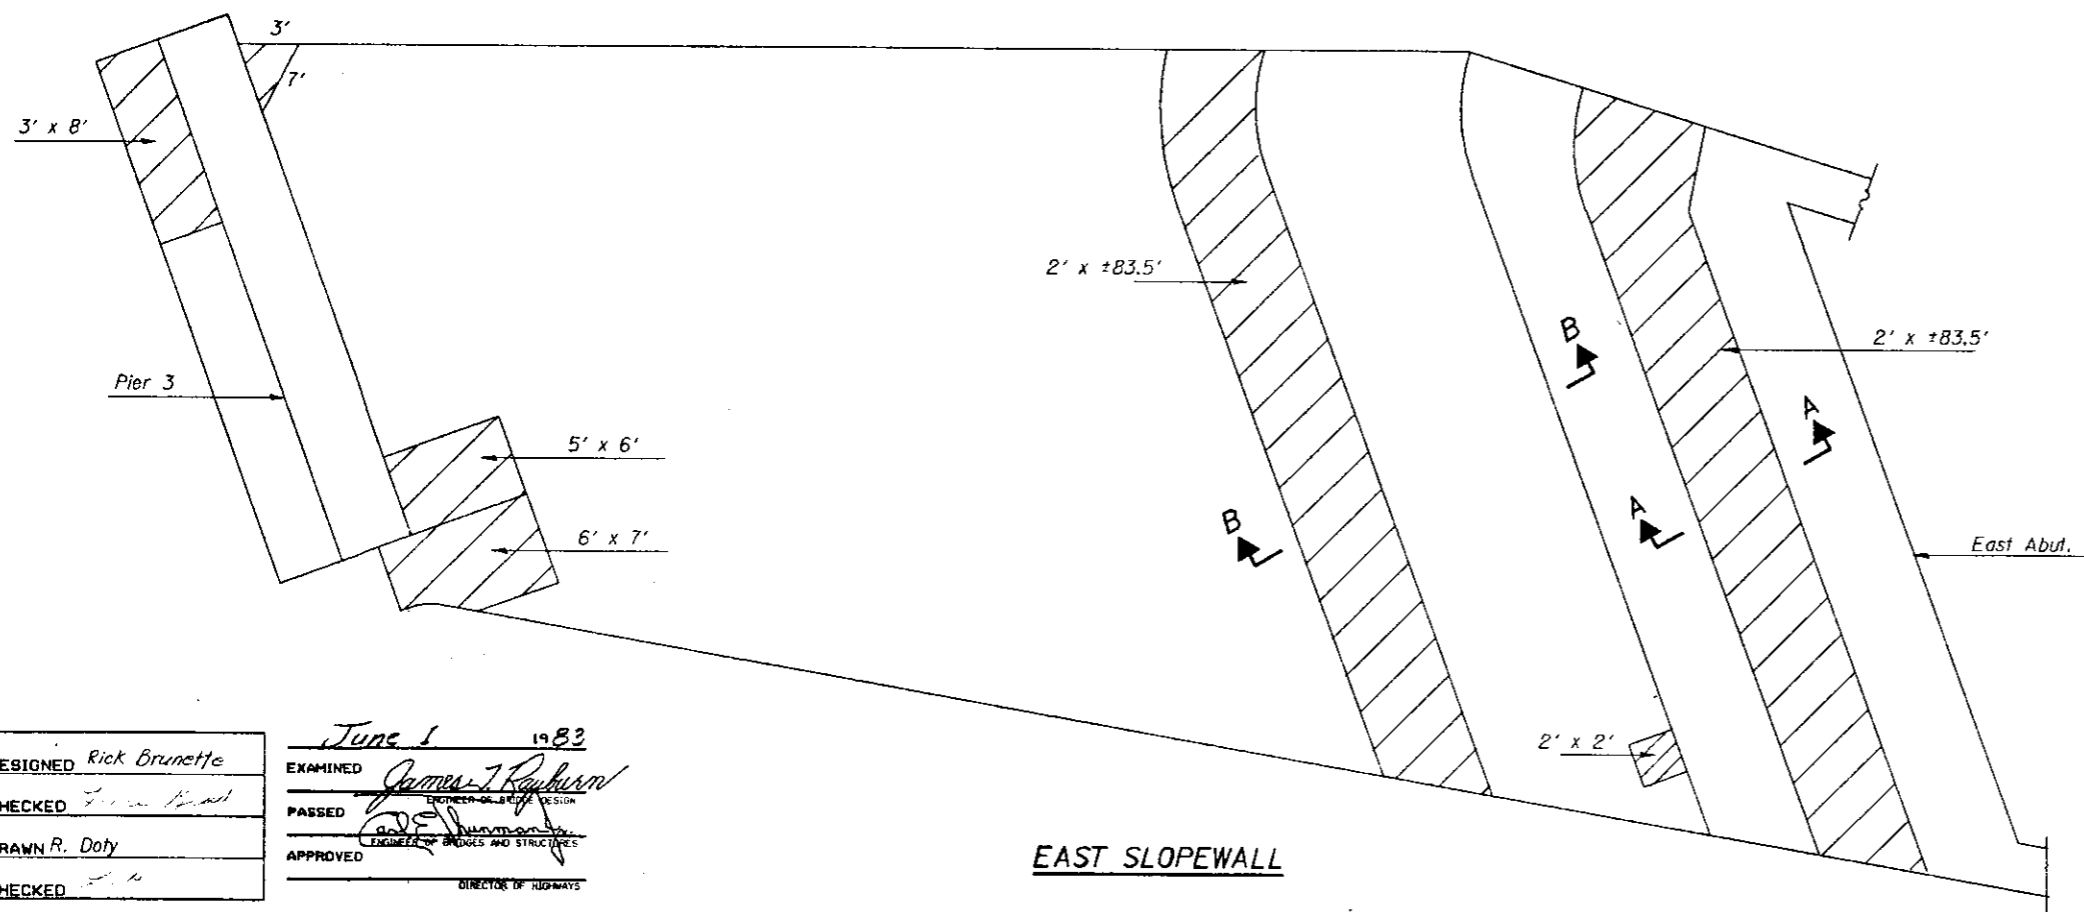 3'
7'
3' x 8'
2' x ±83.5'
B
2' x ±83.5'
Pier 3
A
5' x 6'
B
A
6' x 7'
East Abut.
2' x 2'
EAST SLOPEWALL
ESIGNED Rick Brunette
HECKED
RAWN R. Doty
HECKED
June 1 1983
EXAMINED James T. Rayburn
ENGINEER OF BRIDGE DESIGN
PASSED
ENGINEER OF BRIDGES AND STRUCTURES
APPROVED
DIRECTOR OF HIGHWAYS